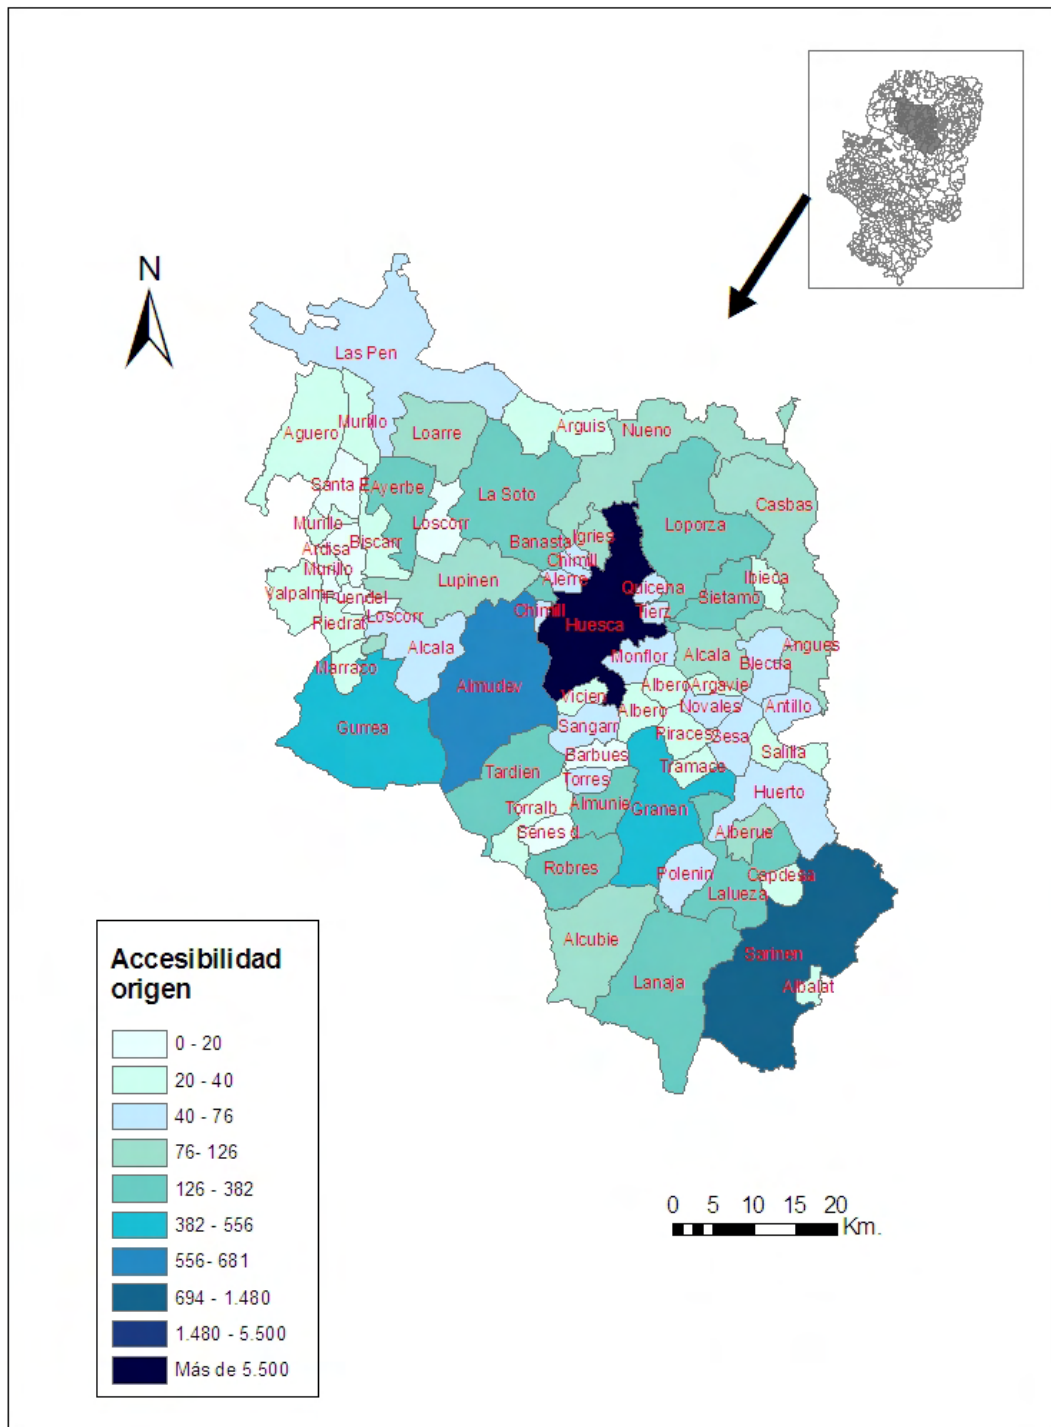 N
Las Pen
Murillo
Aguero
Loarre
Arguis
Nueno
Santa E
Ayerbe
La Soto
Casbas
Loscorr
Loporza
Murillo
Biscarr
Banasta
Igries
Ardisa
Chimill
Murillo
Lupinen
Alerre
Quicena
Ibieca
Valpalm
Fuendel
Sietamo
Loscorr
Chimill
Tierz
Piedrat
Huesca
Alcala
Monflor
Alcala
Angues
Marrazo
Blecua
Almudev
Albero
Argavie
Vicien
Novales
Antillo
Gurrea
Sangarr
Albero
Piraces
Sesa
Barbues
Salilla
Tardien
Torres
Tramace
Huerto
Torralb
Almunie
Granen
Senes d
Alberue
Robres
Polenin
Capdesa
Lalueza
Alcubie
Sarinen
Lanaja
Albalat
Accesibilidad
origen
0 - 20
20 - 40
40 - 76
76- 126
126 - 382
382 - 556
556- 681
694 - 1.480
1.480 - 5.500
Más de 5.500
0 5 10 15 20
Km.